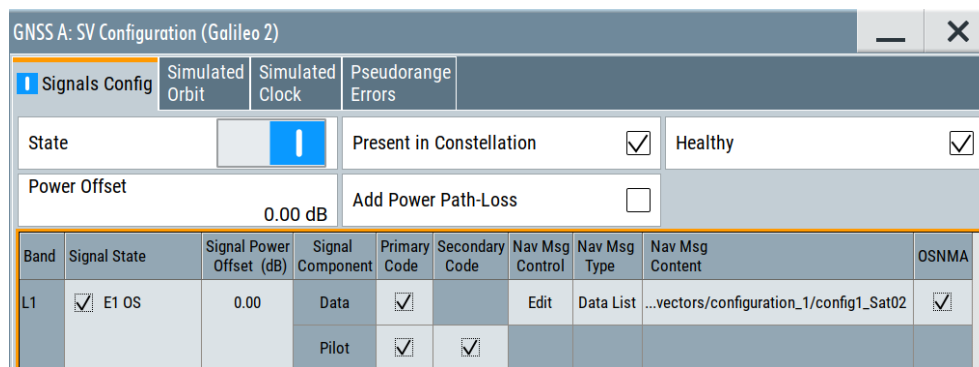 GNSS A: SV Configuration (Galileo 2)
Signals Config
Simulated
Orbit
Simulated
Clock
Pseudorange
Errors
State
Present in Constellation
Healthy
Power Offset
0.00 dB
Add Power Path-Loss
Band
Signal State
Signal Power
Offset (dB)
Signal
Component
Primary
Code
Secondary
Code
Nav Msg
Control
Nav Msg
Type
Nav Msg
Content
OSNMA
L1
E1 OS
0.00
Data
Edit
Data List
...vectors/configuration_1/config1_Sat02
Pilot